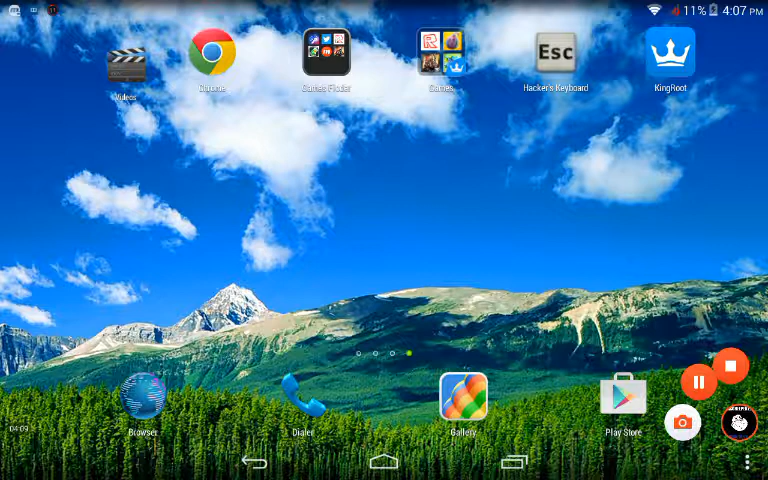 11% 4:07 PM
Esc
Videos
Chrome
Games Finder
Games
Hacker's Keyboard
KingRoot
04:09
Browser
Dialer
Gallery
Play Store